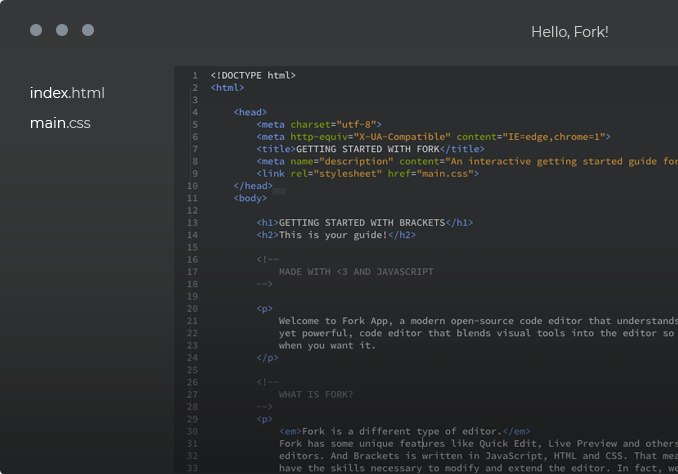 Hello, Fork!
index.html
main.css
1 <!DOCTYPE html>
2 <html>
3
4 <head>
5 <meta charset="utf-8">
6 <meta http-equiv="X-UA-Compatible" content="IE=edge,chrome=1">
7 <title>GETTING STARTED WITH FORK</title>
8 <meta name="description" content="An interactive getting started guide for
9 <link rel="stylesheet" href="main.css">
10 </head>
11 <body>
12
13 <h1>GETTING STARTED WITH BRACKETS</h1>
14 <h2>This is your guide!</h2>
15
16 <!--
17 MADE WITH <3 AND JAVASCRIPT
18 -->
19
20 <p>
21 Welcome to Fork App, a modern open-source code editor that understands
22 yet powerful, code editor that blends visual tools into the editor so
23 when you want it.
24 </p>
25
26 <!--
27 WHAT IS FORK?
28 -->
29 <p>
30 <em>Fork is a different type of editor.</em>
31 Fork has some unique features like Quick Edit, Live Preview and others
32 editors. And Brackets is written in JavaScript, HTML and CSS. That mea
33 have the skills necessary to modify and extend the editor. In fact, we